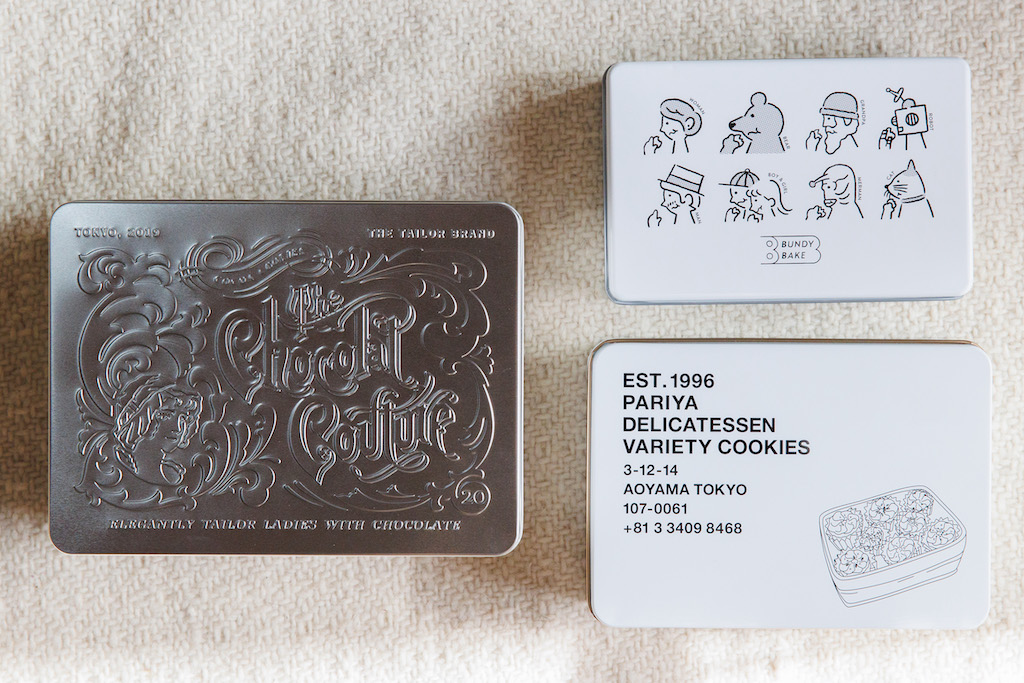 TOKYO, 2019
THE TAILOR BRAND
The
Chocolat
Couture
20
ELEGANTLY TAILOR LADIES WITH CHOCOLATE
WOMAN
BEAR
GRANDPA
ROBOT
MAN
BOY & GIRL
MERMAN
CAT
BUNDY
BAKE
EST. 1996
PARIYA
DELICATESSEN
VARIETY COOKIES
3-12-14
AOYAMA TOKYO
107-0061
+81 3 3409 8468